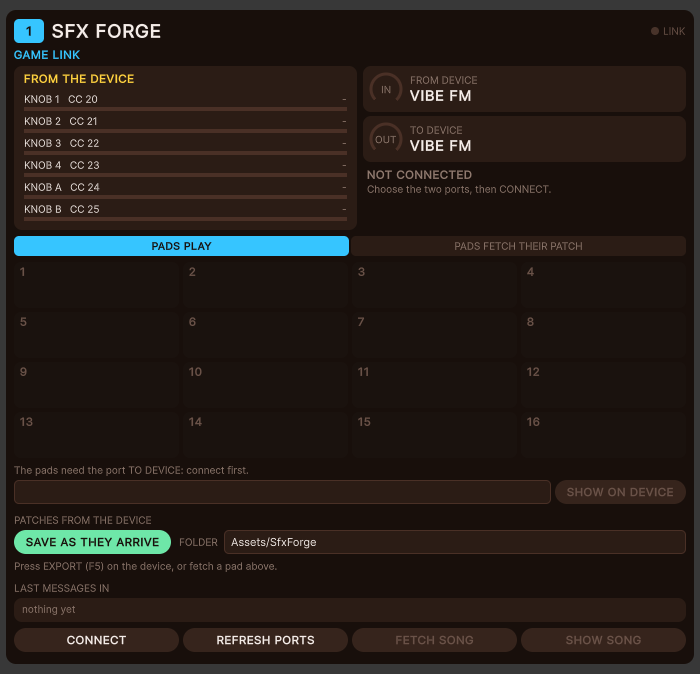 1 SFX FORGE
LINK
GAME LINK
FROM THE DEVICE
KNOB 1 CC 20 -
KNOB 2 CC 21 -
KNOB 3 CC 22 -
KNOB 4 CC 23 -
KNOB A CC 24 -
KNOB B CC 25 -
IN
FROM DEVICE
VIBE FM
OUT
TO DEVICE
VIBE FM
NOT CONNECTED
Choose the two ports, then CONNECT.
PADS PLAY
PADS FETCH THEIR PATCH
1 2 3 4
5 6 7 8
9 10 11 12
13 14 15 16
The pads need the port TO DEVICE: connect first.
SHOW ON DEVICE
PATCHES FROM THE DEVICE
SAVE AS THEY ARRIVE FOLDER Assets/SfxForge
Press EXPORT (F5) on the device, or fetch a pad above.
LAST MESSAGES IN
nothing yet
CONNECT REFRESH PORTS FETCH SONG SHOW SONG